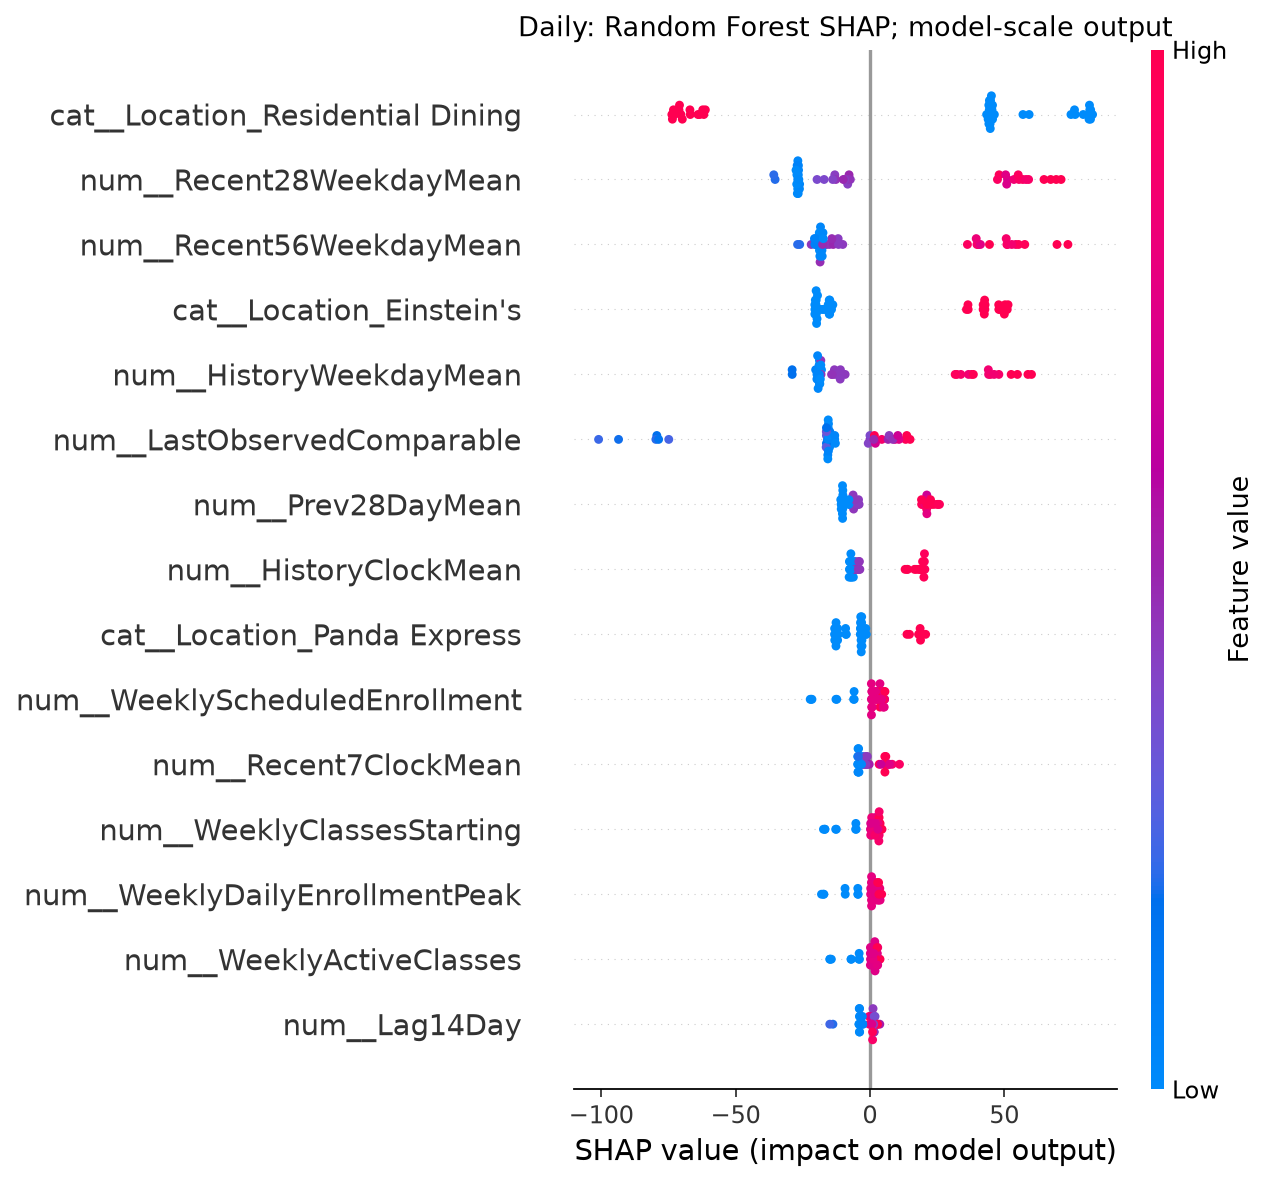 Daily: Random Forest SHAP; model-scale output
High
cat__Location_Residential Dining
num__Recent28WeekdayMean
num__Recent56WeekdayMean
cat__Location_Einstein's
num__HistoryWeekdayMean
num__LastObservedComparable
num__Prev28DayMean
num__HistoryClockMean
cat__Location_Panda Express
num__WeeklyScheduledEnrollment
num__Recent7ClockMean
num__WeeklyClassesStarting
num__WeeklyDailyEnrollmentPeak
num__WeeklyActiveClasses
num__Lag14Day
Feature value
Low
−100 −50 0 50
SHAP value (impact on model output)